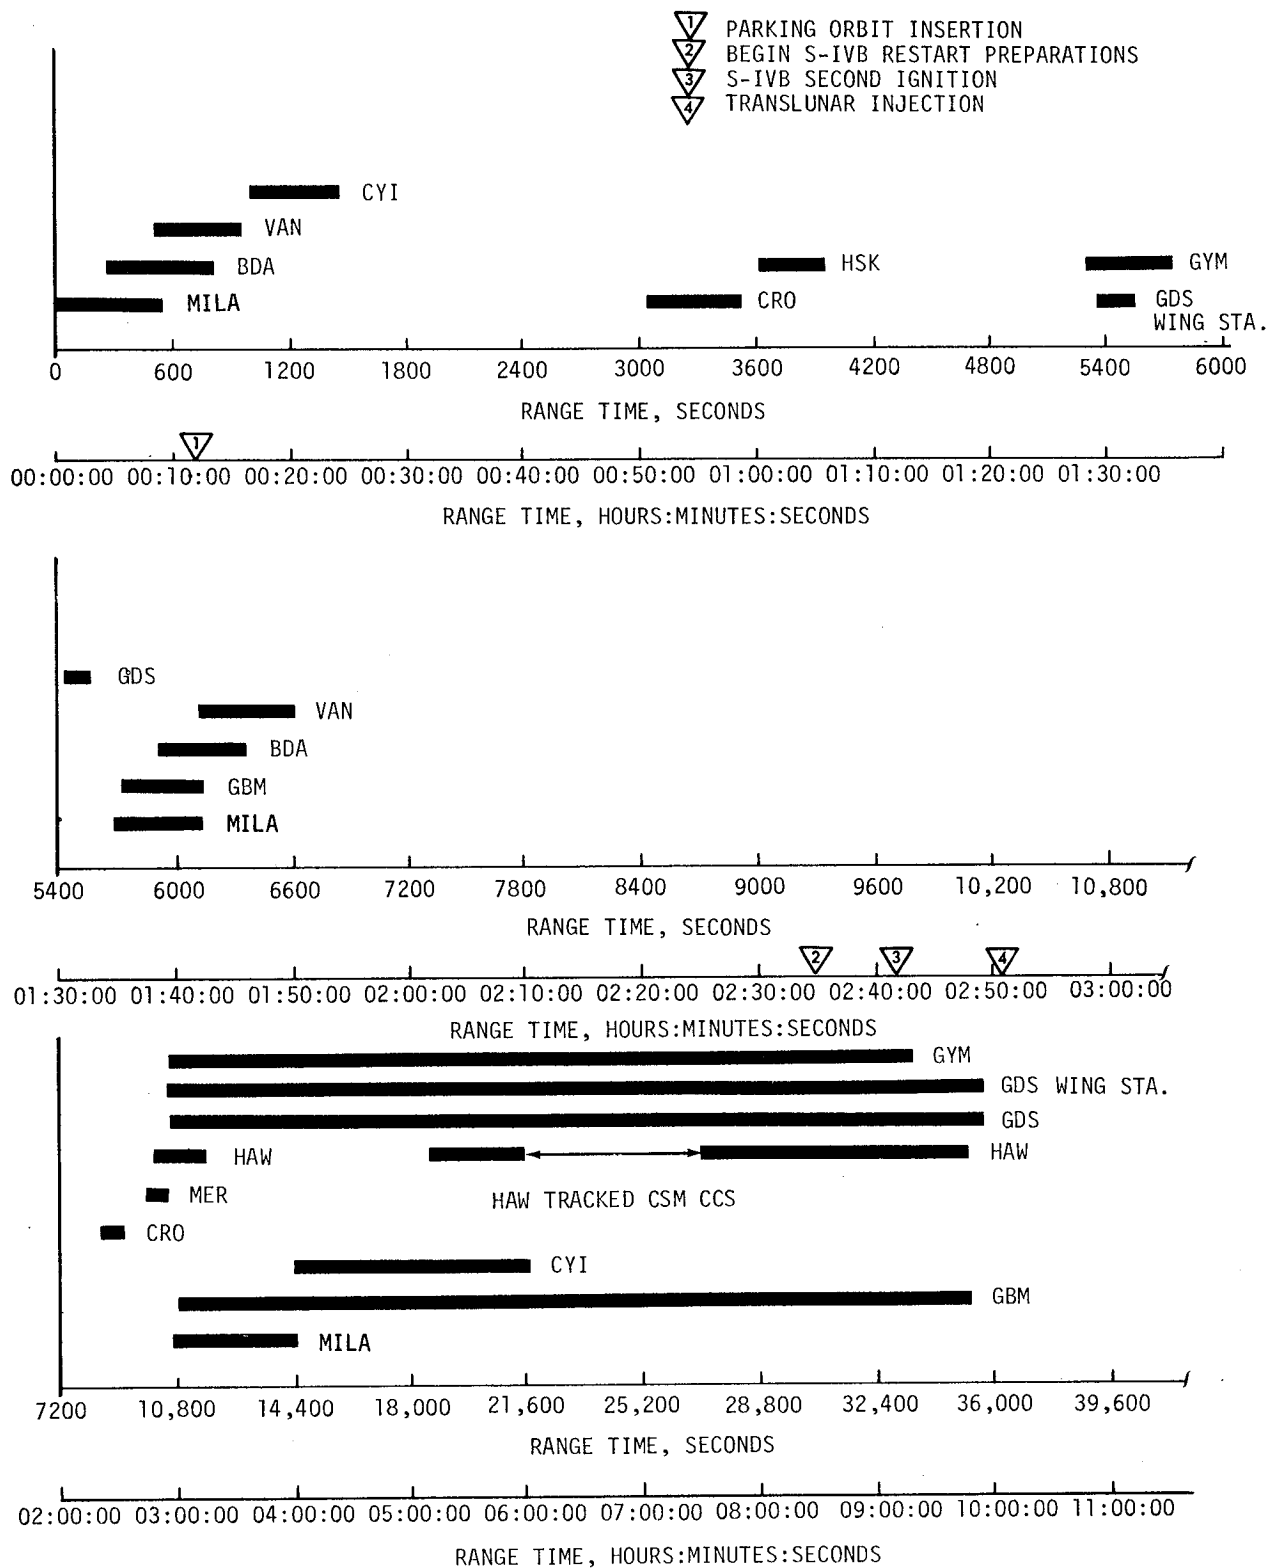 1 PARKING ORBIT INSERTION
2 BEGIN S-IVB RESTART PREPARATIONS
3 S-IVB SECOND IGNITION
4 TRANSLUNAR INJECTION
CYI
VAN
BDA
HSK
GYM
MILA
CRO
GDS
WING STA.
0 600 1200 1800 2400 3000 3600 4200 4800 5400 6000
RANGE TIME, SECONDS
1
00:00:00 00:10:00 00:20:00 00:30:00 00:40:00 00:50:00 01:00:00 01:10:00 01:20:00 01:30:00
RANGE TIME, HOURS:MINUTES:SECONDS
GDS
VAN
BDA
GBM
MILA
5400 6000 6600 7200 7800 8400 9000 9600 10,200 10,800
RANGE TIME, SECONDS
2 3 4
01:30:00 01:40:00 01:50:00 02:00:00 02:10:00 02:20:00 02:30:00 02:40:00 02:50:00 03:00:00
RANGE TIME, HOURS:MINUTES:SECONDS
GYM
GDS WING STA.
GDS
HAW HAW
MER HAW TRACKED CSM CCS
CRO
CYI
GBM
MILA
7200 10,800 14,400 18,000 21,600 25,200 28,800 32,400 36,000 39,600
RANGE TIME, SECONDS
02:00:00 03:00:00 04:00:00 05:00:00 06:00:00 07:00:00 08:00:00 09:00:00 10:00:00 11:00:00
RANGE TIME, HOURS:MINUTES:SECONDS